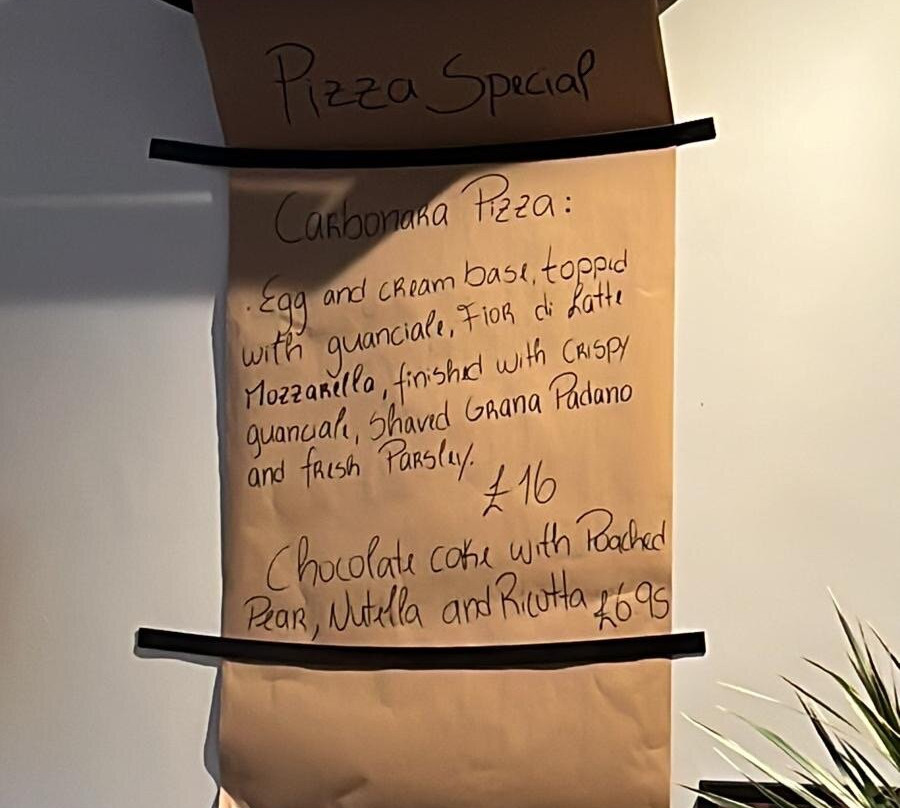 Pizza Special
Carbonara Pizza:
. Egg and cream base, topped
with guanciale, Fior di Latte
Mozzarella, finished with crispy
guanciale, shaved Grana Padano
and fresh Parsley.
£16
Chocolate cake with Poached
Pear, Nutella and Ricotta £6.95